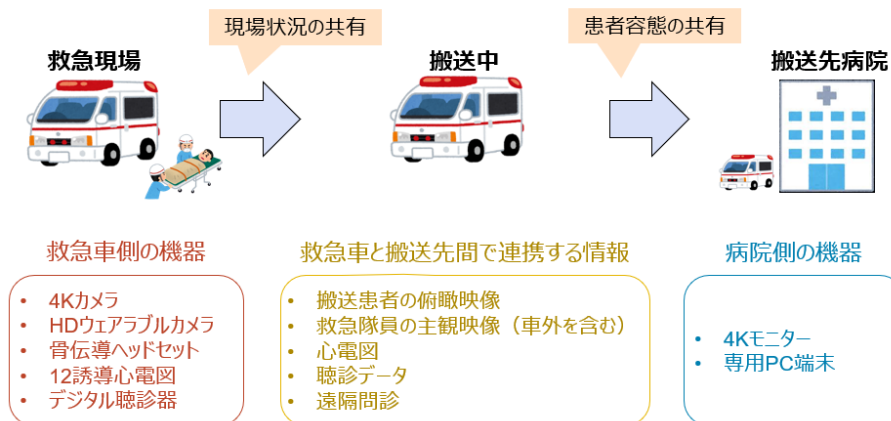 現場状況の共有
患者容態の共有
救急現場
搬送中
搬送先病院
救急車側の機器
• 4Kカメラ
• HDウェアラブルカメラ
• 骨伝導ヘッドセット
• 12誘導心電図
• デジタル聴診器
救急車と搬送先間で連携する情報
• 搬送患者の俯瞰映像
• 救急隊員の主観映像（車外を含む）
• 心電図
• 聴診データ
• 遠隔問診
病院側の機器
• 4Kモニター
• 専用PC端末